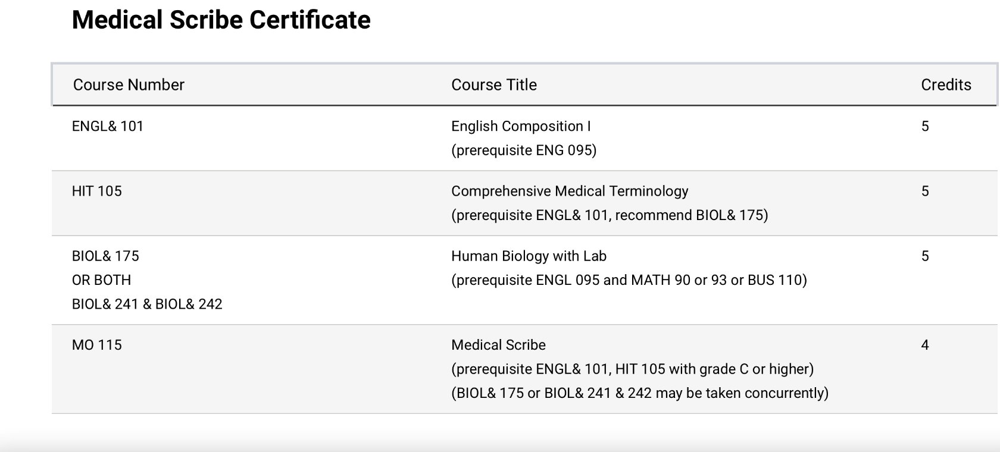 Medical Scribe Certificate
Course Number Course Title Credits
ENGL& 101 English Composition I 5
(prerequisite ENG 095)
HIT 105 Comprehensive Medical Terminology 5
(prerequisite ENGL& 101, recommend BIOL& 175)
BIOL& 175 Human Biology with Lab 5
OR BOTH (prerequisite ENGL 095 and MATH 90 or 93 or BUS 110)
BIOL& 241 & BIOL& 242
MO 115 Medical Scribe 4
(prerequisite ENGL& 101, HIT 105 with grade C or higher)
(BIOL& 175 or BIOL& 241 & 242 may be taken concurrently)